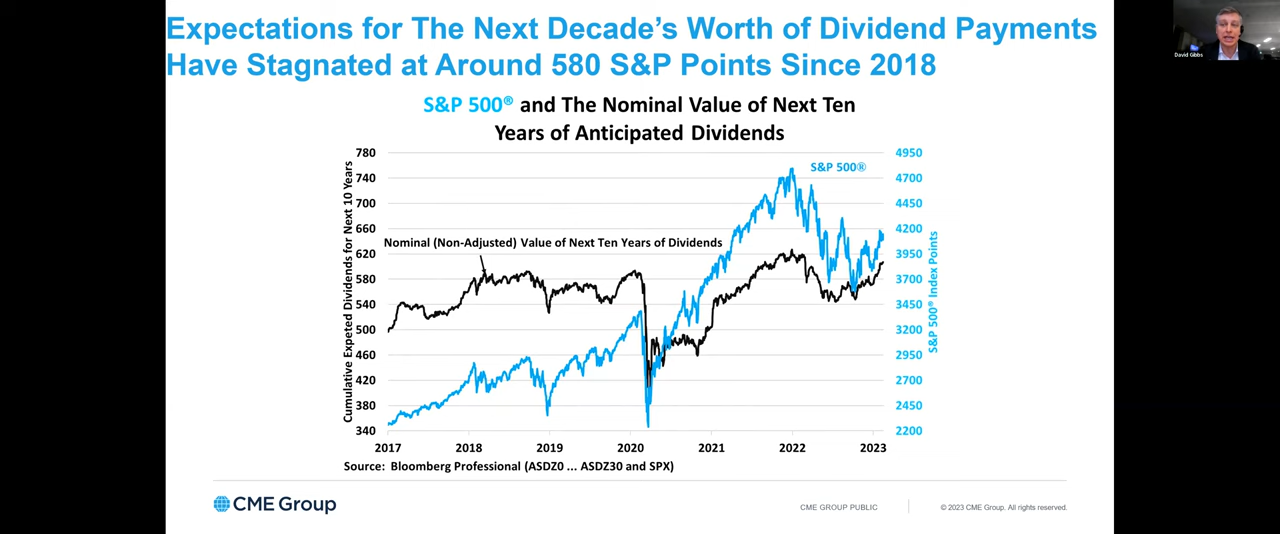 Expectations for The Next Decade's Worth of Dividend Payments
Have Stagnated at Around 580 S&P Points Since 2018
David Gibbs
S&P 500® and The Nominal Value of Next Ten
Years of Anticipated Dividends
Cumulative Expeted Dividends for Next 10 Years
780
740
700
660
620
580
540
500
460
420
380
340
S&P 500®
Nominal (Non-Adjusted) Value of Next Ten Years of Dividends
4950
4700
4450
4200
3950
3700
3450
3200
2950
2700
2450
2200
S&P 500® Index Points
2017 2018 2019 2020 2021 2022 2023
Source: Bloomberg Professional (ASDZ0 ... ASDZ30 and SPX)
CME Group
CME GROUP PUBLIC
© 2023 CME Group. All rights reserved.